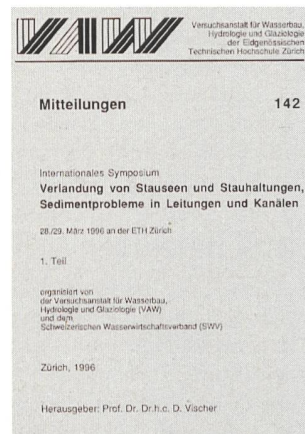 VAW
Versuchsanstalt für Wasserbau,
Hydrologie und Glaziologie
der Eidgenössischen
Technischen Hochschule Zürich
Mitteilungen 142
Internationales Symposium
Verlandung von Stauseen und Stauhaltungen,
Sedimentprobleme in Leitungen und Kanälen
28./29. März 1996 an der ETH Zürich
1. Teil
organisiert von
der Versuchsanstalt für Wasserbau,
Hydrologie und Glaziologie (VAW)
und dem
Schweizerischen Wasserwirtschaftsverband (SWV)
Zürich, 1996
Herausgeber: Prof. Dr. Dr.h.c. D. Vischer